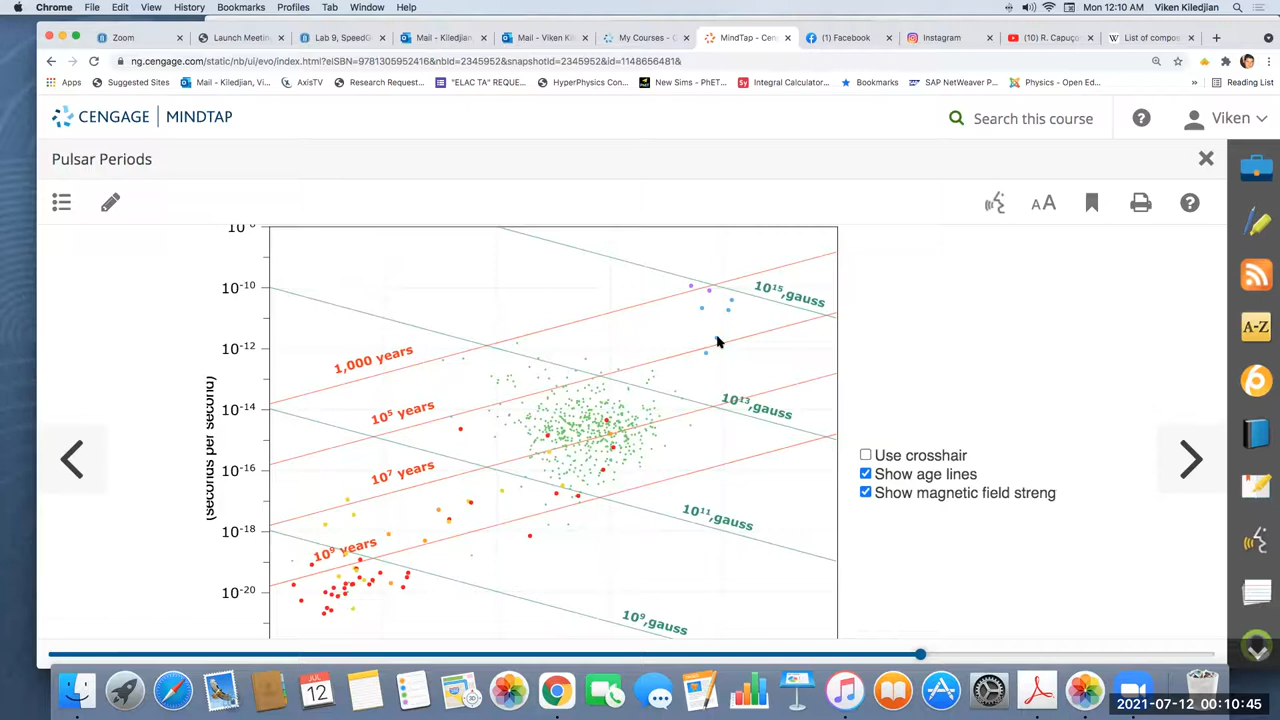 Chrome File Edit View History Bookmarks Profiles Tab Window Help Mon 12:10 AM Viken Kiledjian
Zoom Launch Meetin Lab 9, SpeedG Mail - Kiledjian Mail - Viken K My Courses - C MindTap - Cen (1) Facebook Instagram (10) R. Capuço List of compos
ng.cengage.com/static/nb/ui/evo/index.html?eISBN=9781305952416&nbId=2345952&snapshotId=2345952&id=1148656481&
Apps Suggested Sites Mail - Kiledjian, Vi... AxisTV Research Request... "ELAC TA" REQUE... HyperPhysics Con... New Sims - PhET... Integral Calculator... Bookmarks SAP NetWeaver P... Physics - Open Ed... » Reading List
CENGAGE | MINDTAP
Search this course
Viken
Pulsar Periods
AA
10⁻¹⁰
10⁻¹²
10⁻¹⁴
10⁻¹⁶
10⁻¹⁸
10⁻²⁰
(seconds per second)
1,000 years
10⁵ years
10⁷ years
10⁹ years
10¹⁵,gauss
10¹³,gauss
10¹¹,gauss
10⁹,gauss
Use crosshair
Show age lines
Show magnetic field streng
A-Z
JUL
12
2021-07-12 00:10:45